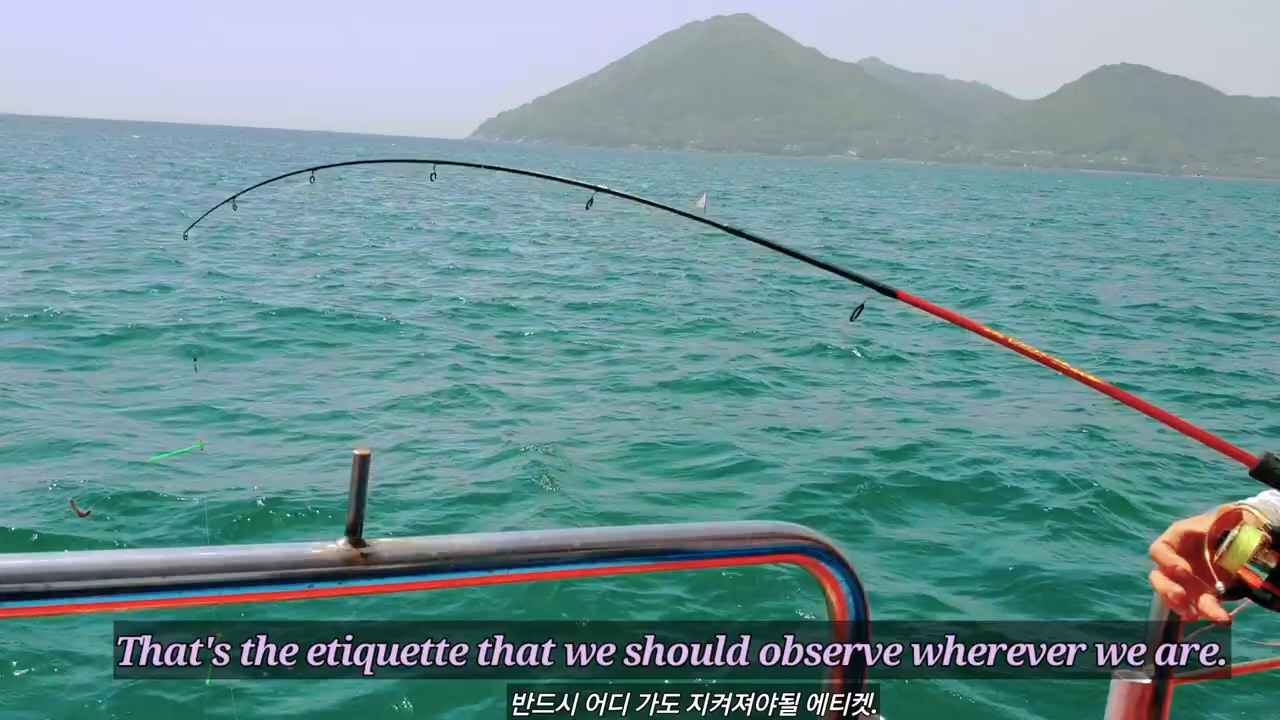 That's the etiquette that we should observe wherever we are.
반드시 어디 가도 지켜져야될 에티켓.